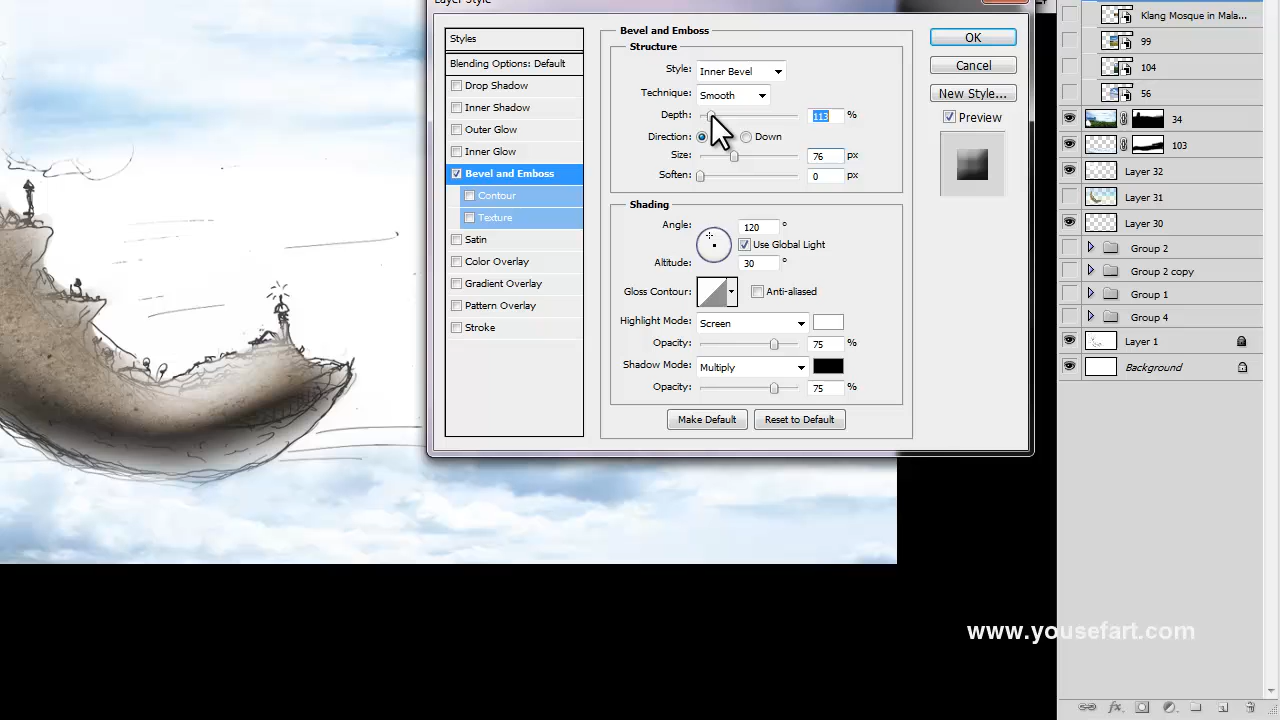 Layer Style
Styles
Blending Options: Default
Drop Shadow
Inner Shadow
Outer Glow
Inner Glow
Bevel and Emboss
Contour
Texture
Satin
Color Overlay
Gradient Overlay
Pattern Overlay
Stroke
Bevel and Emboss
Structure
Style: Inner Bevel
Technique: Smooth
Depth: 113 %
Direction: Down
Size: 76 px
Soften: 0 px
Shading
Angle: 120 °
Use Global Light
Altitude: 30 °
Gloss Contour: Anti-aliased
Highlight Mode: Screen
Opacity: 75 %
Shadow Mode: Multiply
Opacity: 75 %
Make Default Reset to Default
OK
Cancel
New Style...
Preview
Klang Mosque in Mala...
99
104
56
34
103
Layer 32
Layer 31
Layer 30
Group 2
Group 2 copy
Group 1
Group 4
Layer 1
Background
fx
www.yousefart.com